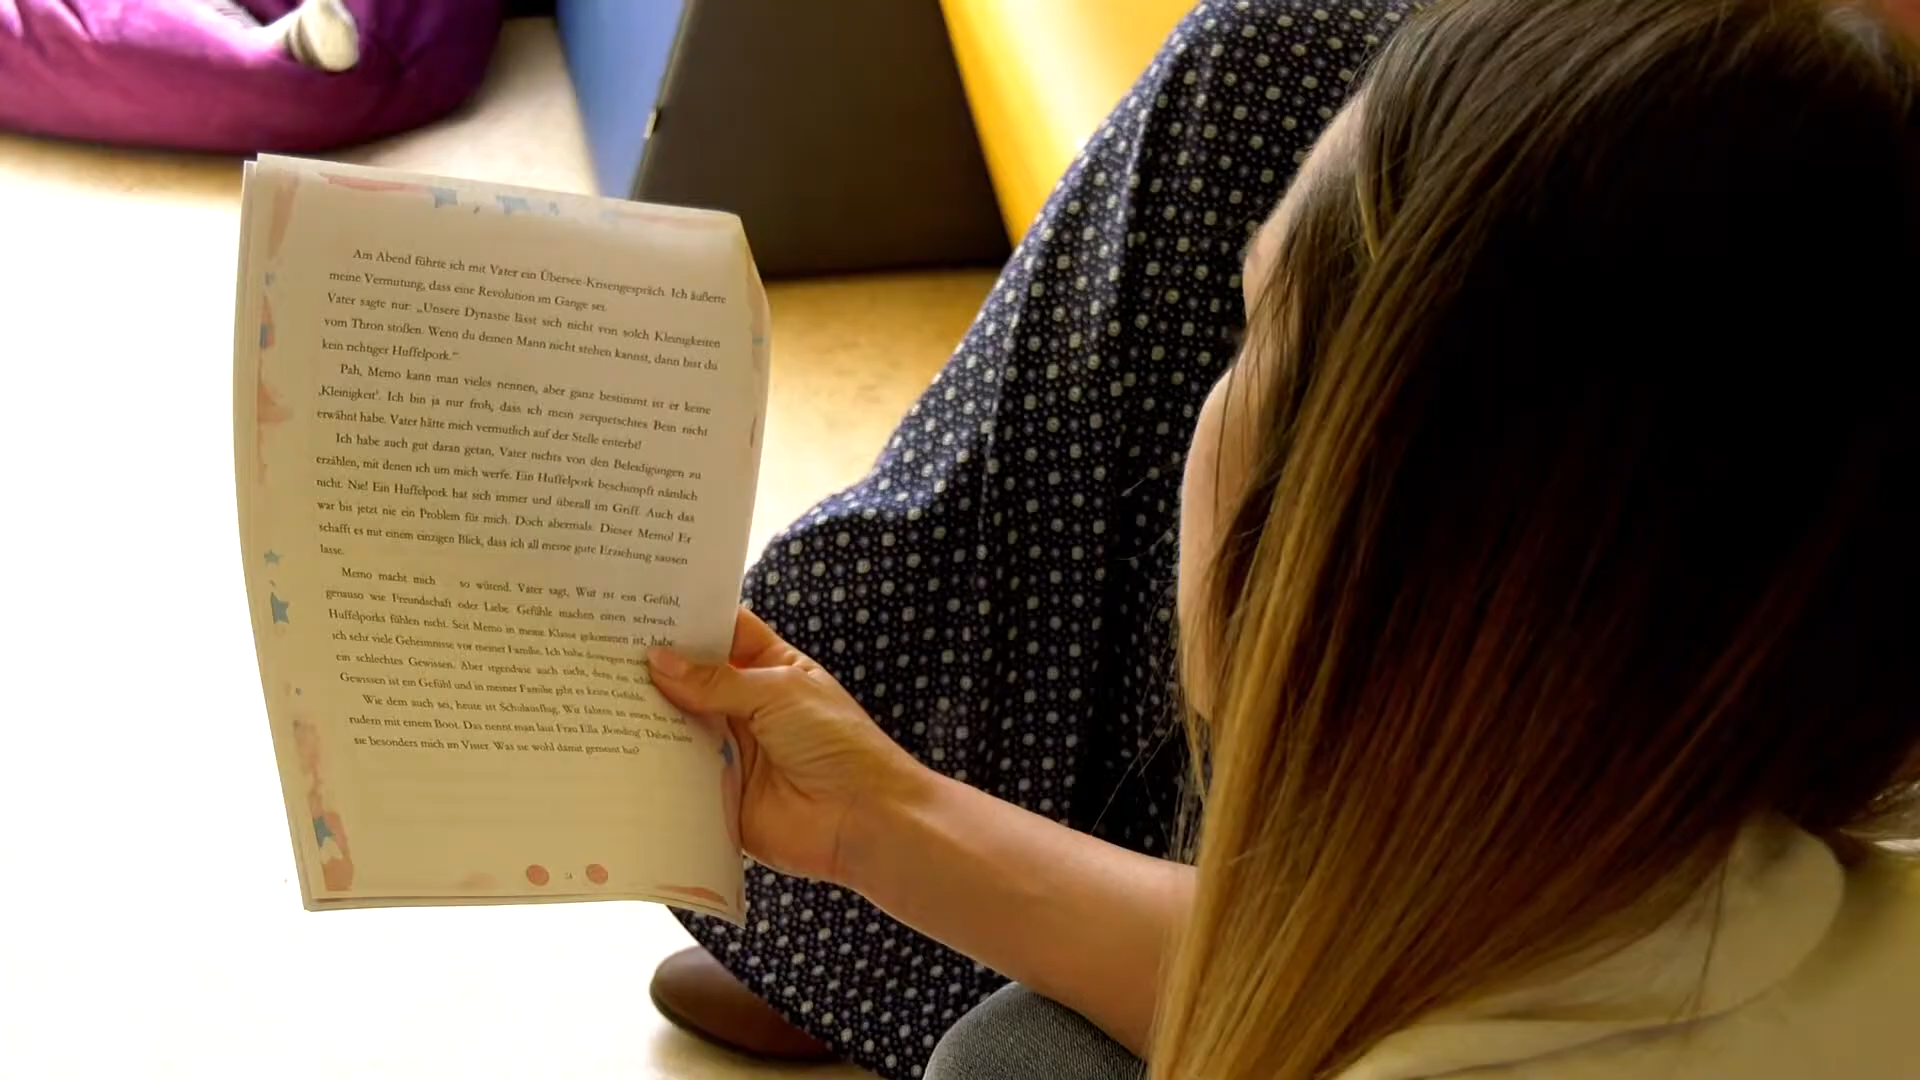 Am Abend führte ich mit Vater ein Übersee-Krisengespräch. Ich äußerte
meine Vermutung, dass eine Revolution im Gange sei.
Vater sagte nur: „Unsere Dynastie lässt sich nicht von solch Kleinigkeiten
vom Thron stoßen. Wenn du deinen Mann nicht stehen kannst, dann bist du
kein richtiger Huffelpork.“
Pah, Memo kann man vieles nennen, aber ganz bestimmt ist er keine
‚Kleinigkeit‘. Ich bin ja nur froh, dass ich mein zerquetschtes Bein nicht
erwähnt habe. Vater hätte mich vermutlich auf der Stelle enterbt!
Ich habe auch gut daran getan, Vater nichts von den Beleidigungen zu
erzählen, mit denen ich um mich werfe. Ein Huffelpork beschimpft nämlich
nicht. Nie! Ein Huffelpork hat sich immer und überall im Griff. Auch das
war bis jetzt nie ein Problem für mich. Doch abermals: Dieser Memo! Er
schafft es mit einem einzigen Blick, dass ich all meine gute Erziehung sausen
lasse.
Memo macht mich so wütend. Vater sagt, Wut ist ein Gefühl,
genauso wie Freundschaft oder Liebe. Gefühle machen einen schwach.
Huffelporks fühlen nicht. Seit Memo in meine Klasse gekommen ist, habe
ich sehr viele Geheimnisse vor meiner Familie. Ich habe deswegen
ein schlechtes Gewissen. Aber irgendwie auch nicht, denn ein
Gewissen ist ein Gefühl und in meiner Familie gibt es keine Gefühle.
Wie dem auch sei, heute ist Schulausflug. Wir fahren an einen See und
rudern mit einem Boot. Das nennt man laut Frau Ella ‚Bonding‘. Dabei hatte
sie besonders mich im Visier. Was sie wohl damit gemeint hat?